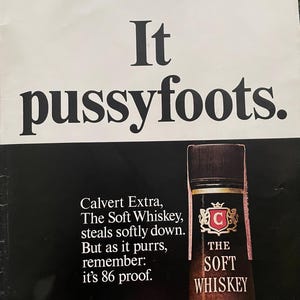 It
pussyfoots.
Calvert Extra,
The Soft Whiskey,
steals softly down.
But as it purrs,
remember:
it's 86 proof.
C
THE
SOFT
WHISKEY